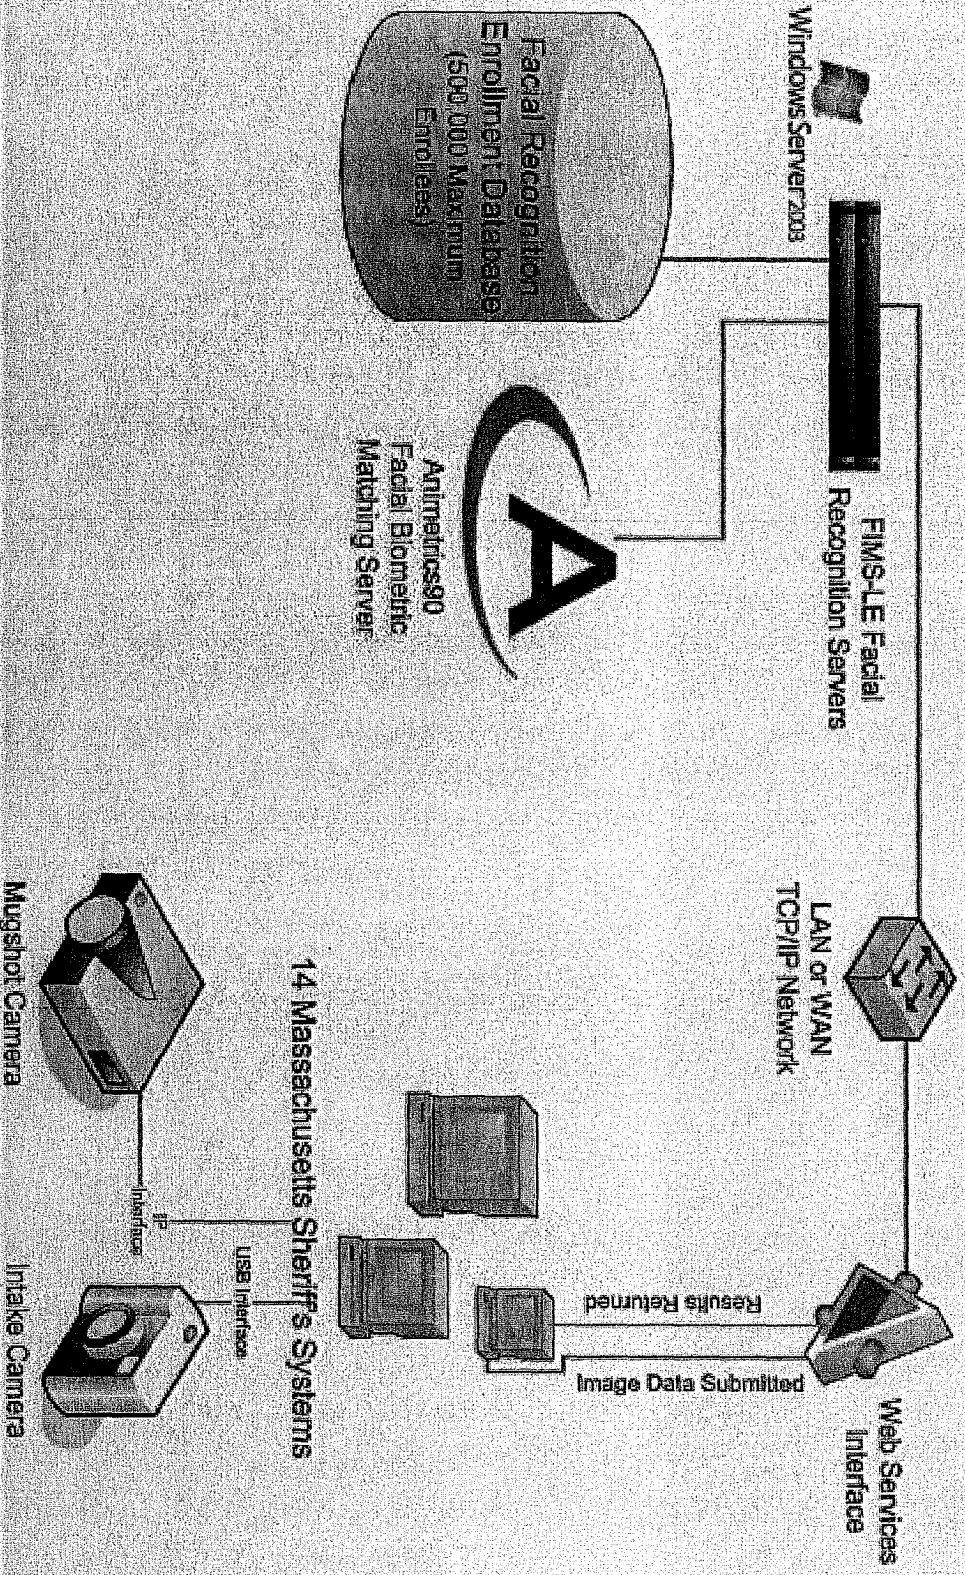 Windows Server 2003
FIMS-LE Facial
Recognition Servers
LAN or WAN
TCP/IP Network
Web Services
Interface
Facial Recognition
Enrollment Database
(500,000 Maximum
Enrollees)
A
Animetrics90
Facial Biometric
Matching Server
Results Returned
Image Data Submitted
14 Massachusetts Sheriff's Systems
IP
Interface
USB Interface
Mugshot Camera
Intake Camera